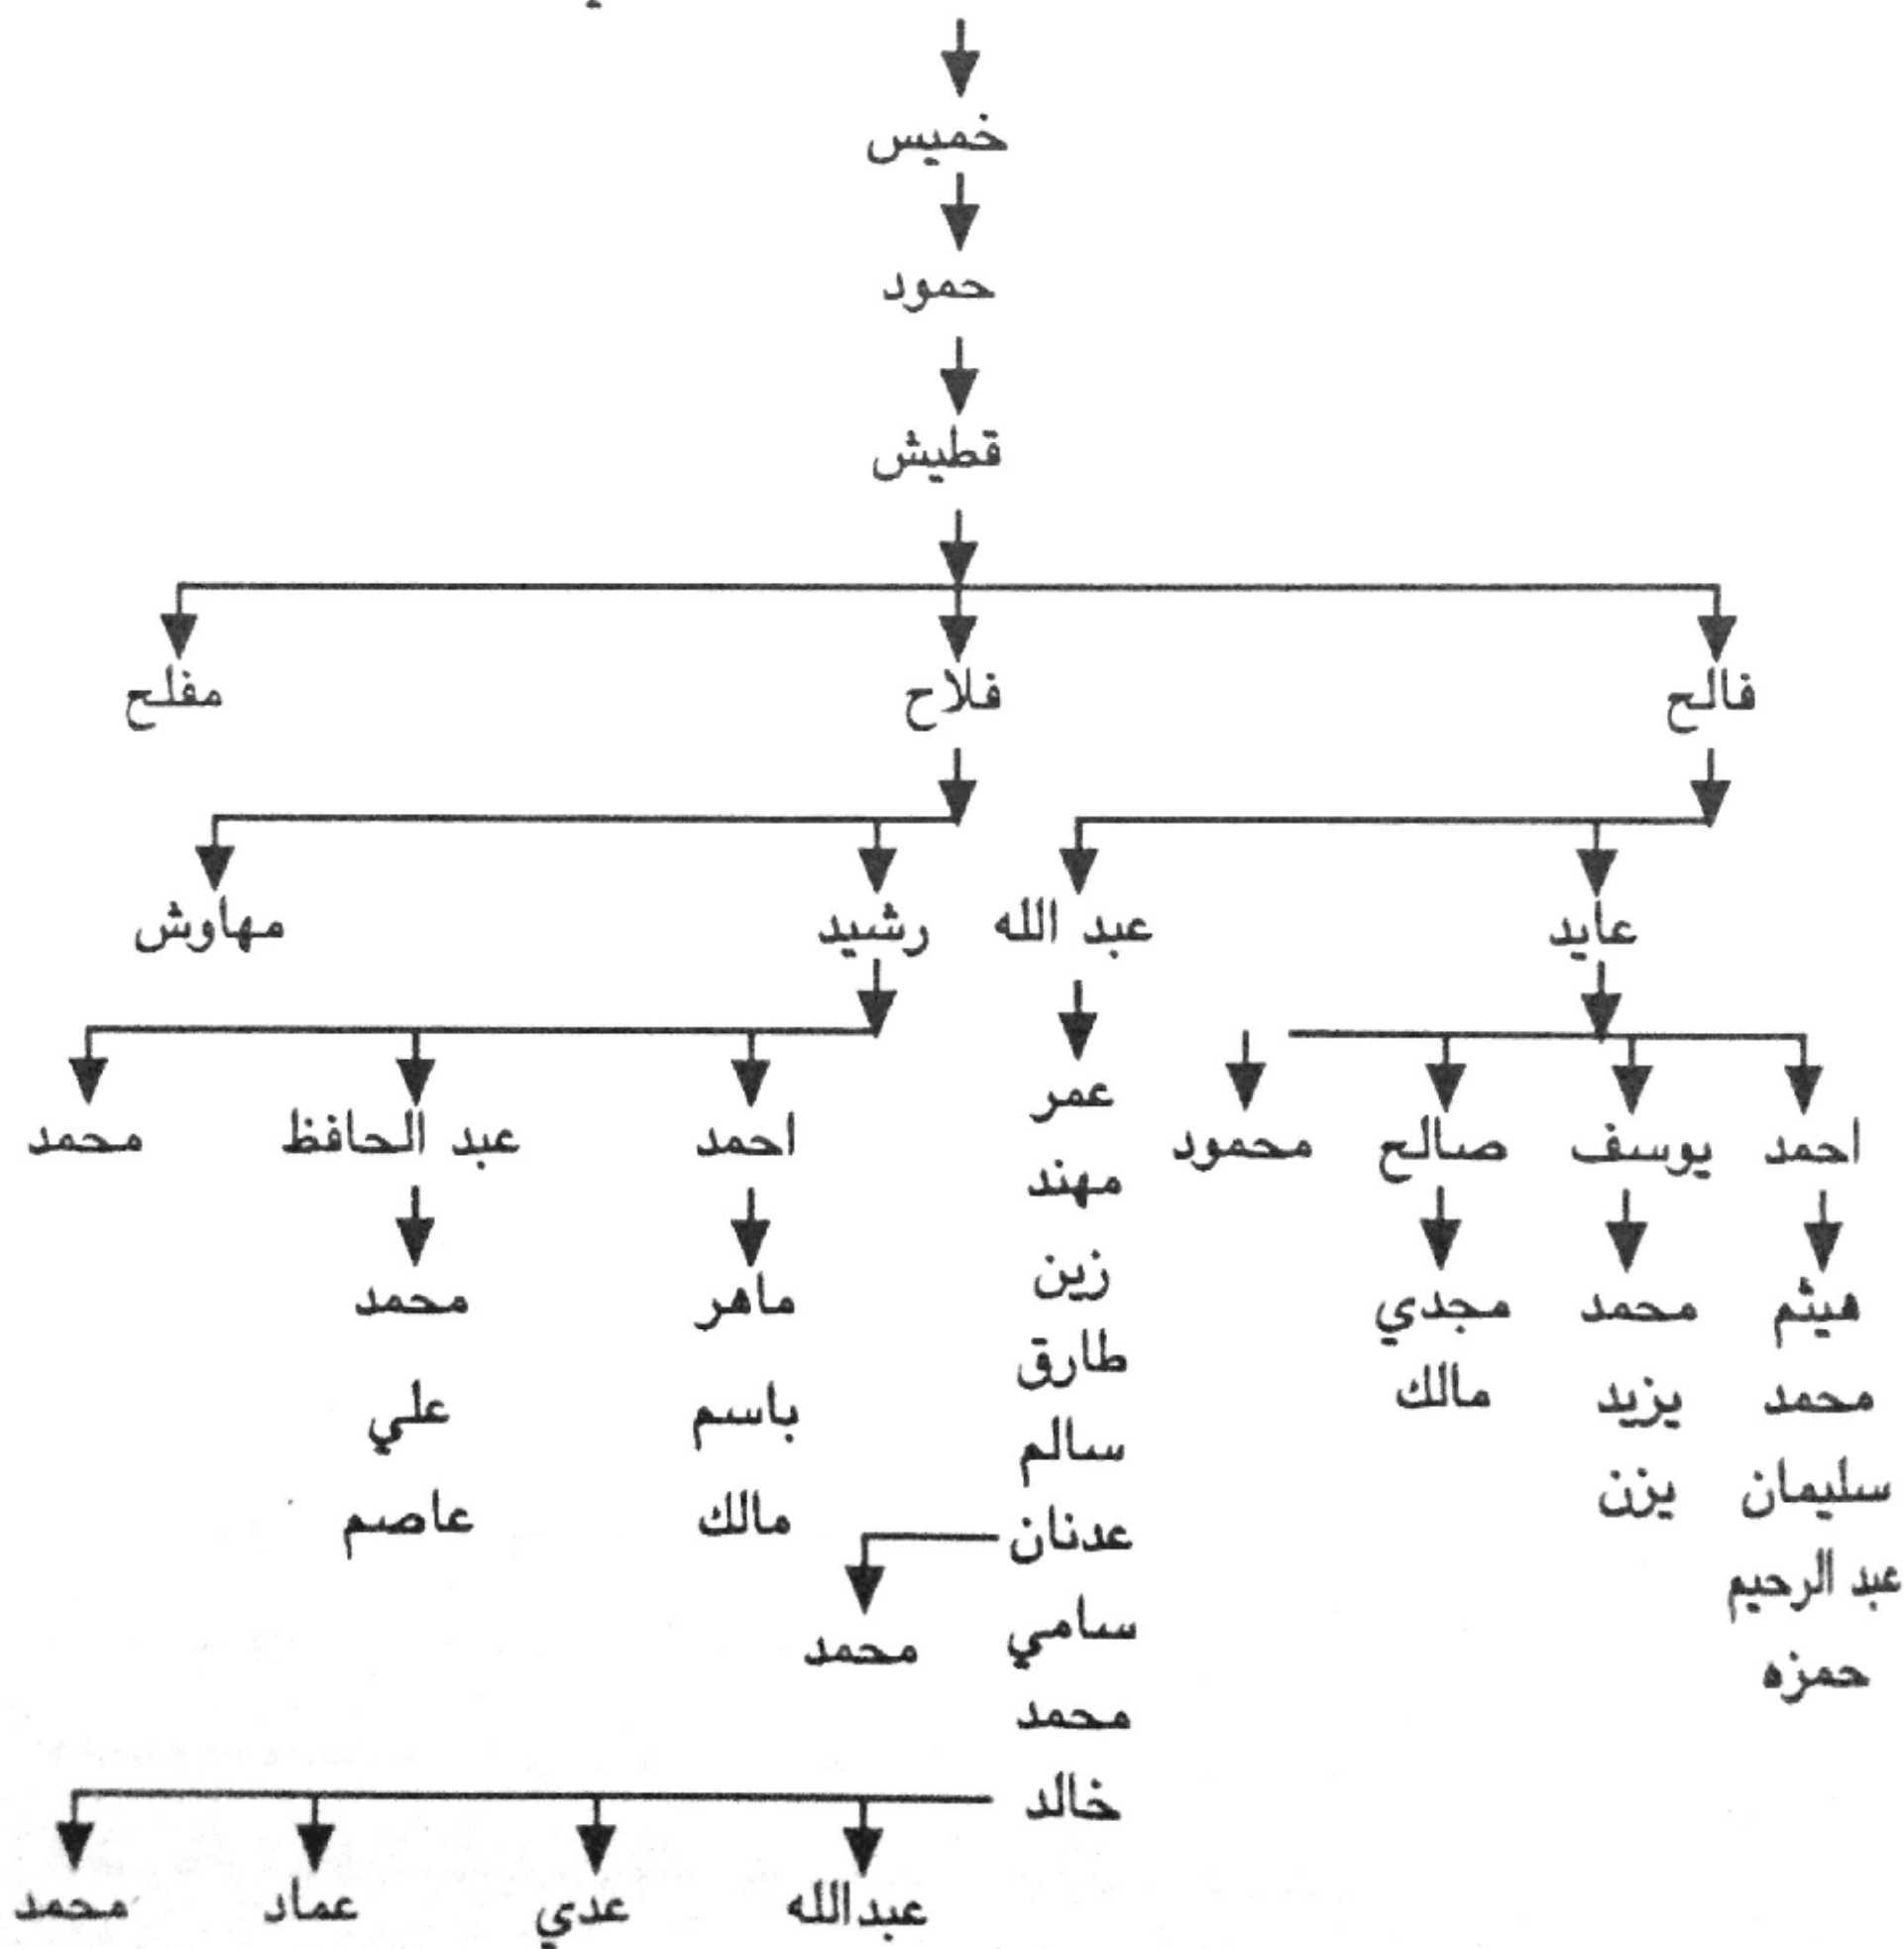 خميس
حمود
قطيش
فالح فلاح مفلح
عايد عبد الله رشيد مهاوش
احمد يوسف صالح محمود عمر احمد عبد الحافظ محمد
مهند
زين
هيثم محمد مجدي ماهر محمد
محمد يزيد مالك طارق باسم علي
سليمان يزن سالم مالك عاصم
عدنان
عبد الرحيم
سامي محمد
حمزه
محمد
خالد
عبدالله عدي عماد محمد